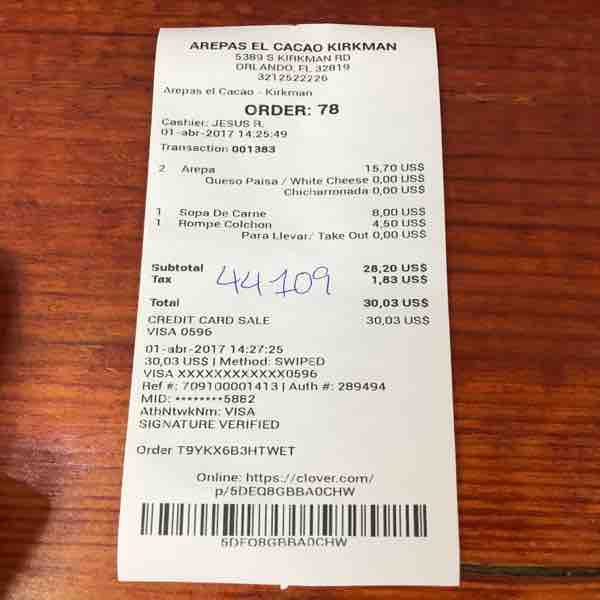 AREPAS EL CACAO KIRKMAN
5389 S KIRKMAN RD
ORLANDO, FL 32819
3212522226
Arepas el Cacao - Kirkman
ORDER: 78
Cashier: JESUS R.
01-abr-2017 14:25:49
Transaction 001383
2 Arepa 15,70 US$
Queso Paisa / White Cheese 0,00 US$
Chicharronada 0,00 US$
1 Sopa De Carne 8,00 US$
1 Rompe Colchon 4,50 US$
Para Llevar/ Take Out 0,00 US$
Subtotal 28,20 US$
Tax 1,83 US$
44109
Total 30,03 US$
CREDIT CARD SALE 30,03 US$
VISA 0596
01-abr-2017 14:27:25
30,03 US$ | Method: SWIPED
VISA XXXXXXXXXXXX0596
Ref #: 709100001413 | Auth #: 289494
MID: ********5882
AthNtwkNm: VISA
SIGNATURE VERIFIED
Order T9YKX6B3HTWET
Online: https://clover.com/
p/5DEQ8GBBA0CHW
5DEQ8GBBA0CHW